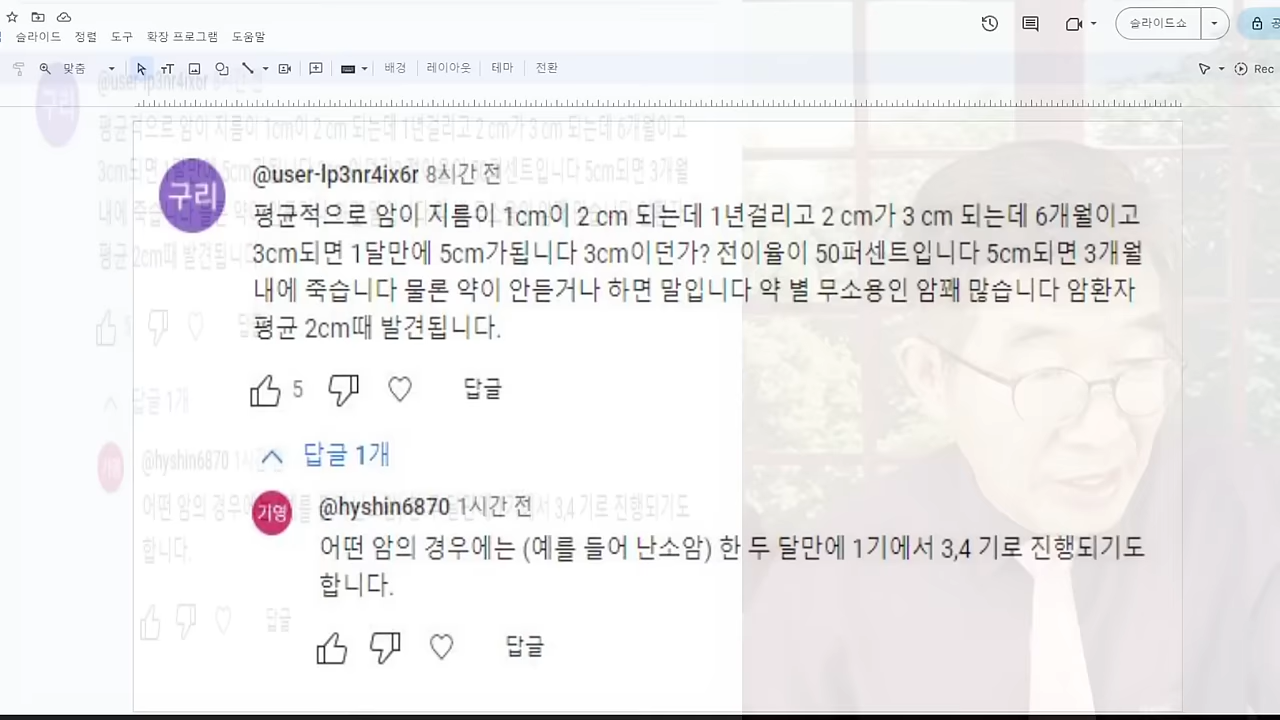 슬라이드 정렬 도구 확장 프로그램 도움말
슬라이드쇼
맞춤
배경 레이아웃 테마 전환
Rec
구리
@user-lp3nr4ix6r 8시간 전
평균적으로 암이 지름이 1cm이 2 cm 되는데 1년걸리고 2 cm가 3 cm 되는데 6개월이고
3cm되면 1달만에 5cm가됩니다 3cm이던가? 전이율이 50퍼센트입니다 5cm되면 3개월
내에 죽습니다 물론 약이 안듣거나 하면 말입니다 약 별 무소용인 암꽤 많습니다 암환자
평균 2cm때 발견됩니다.
5 답글
답글 1개
기영
@hyshin6870 1시간 전
어떤 암의 경우에는 (예를 들어 난소암) 한 두 달만에 1기에서 3,4 기로 진행되기도
합니다.
답글